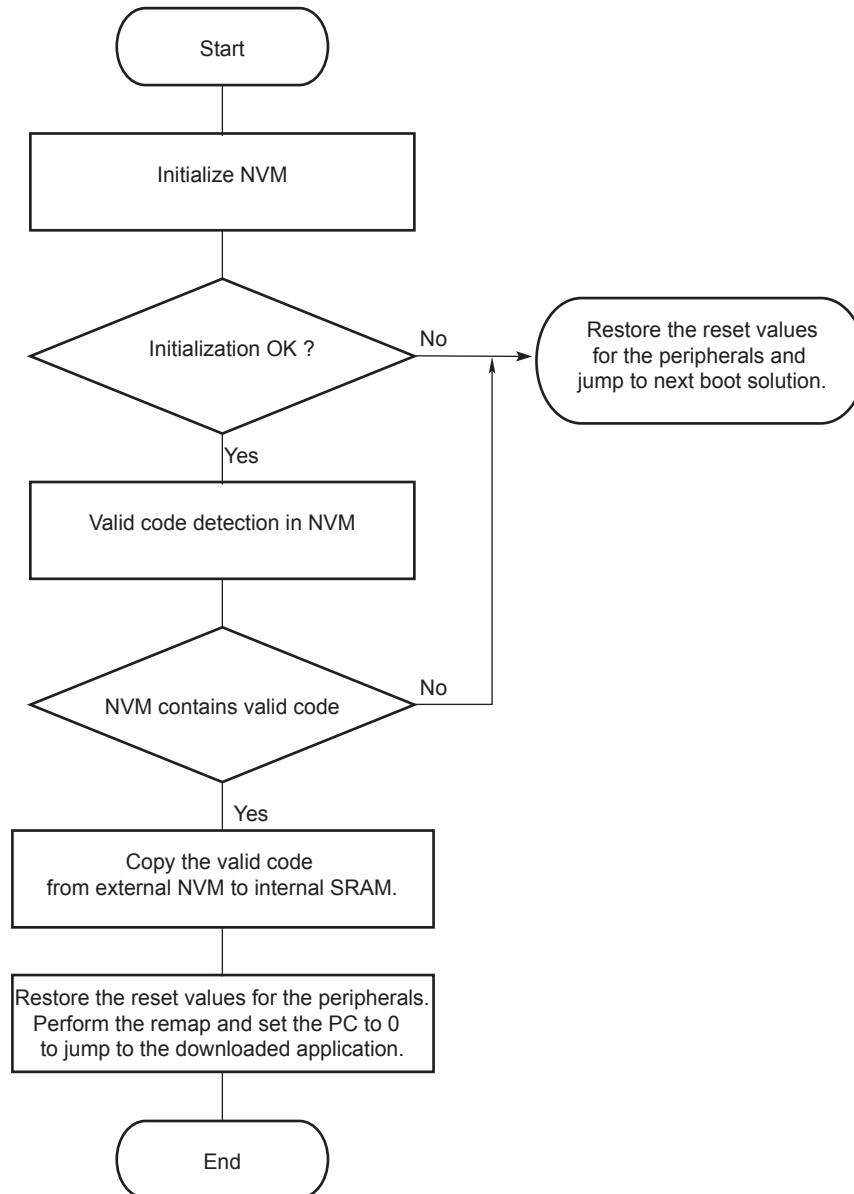 Start
Initialize NVM
Initialization OK ?
No
Restore the reset values
for the peripherals and
jump to next boot solution.
Yes
Valid code detection in NVM
NVM contains valid code
No
Yes
Copy the valid code
from external NVM to internal SRAM.
Restore the reset values for the peripherals.
Perform the remap and set the PC to 0
to jump to the downloaded application.
End